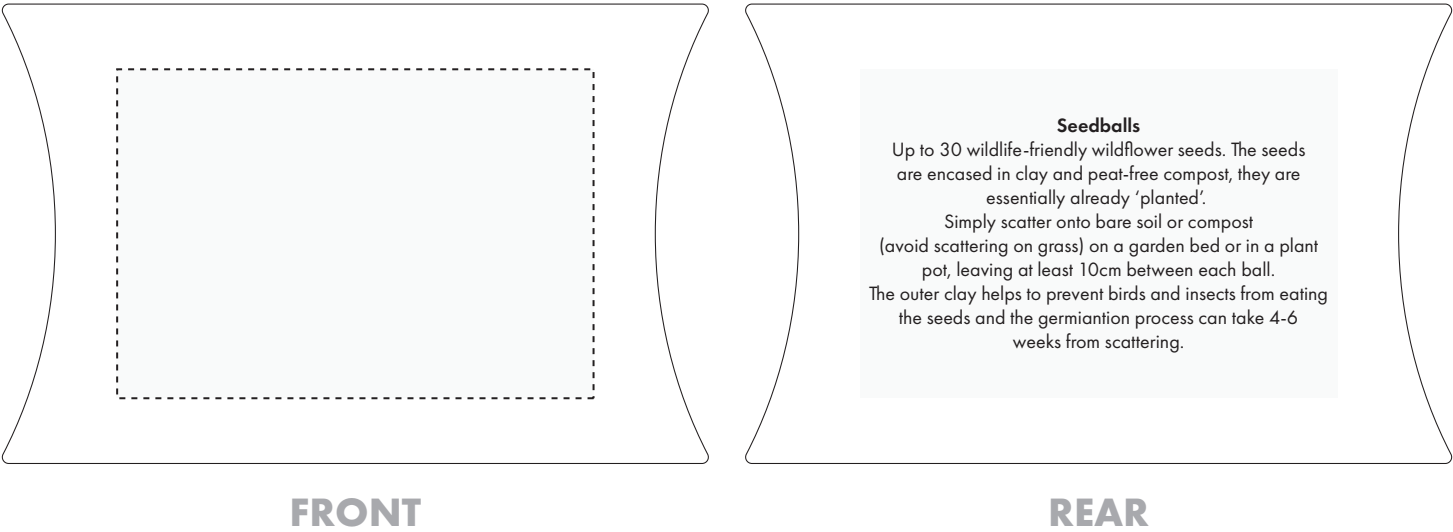 Seedballs
Up to 30 wildlife-friendly wildflower seeds. The seeds
are encased in clay and peat-free compost, they are
essentially already ‘planted’.
Simply scatter onto bare soil or compost
(avoid scattering on grass) on a garden bed or in a plant
pot, leaving at least 10cm between each ball.
The outer clay helps to prevent birds and insects from eating
the seeds and the germiantion process can take 4-6
weeks from scattering.
FRONT
REAR